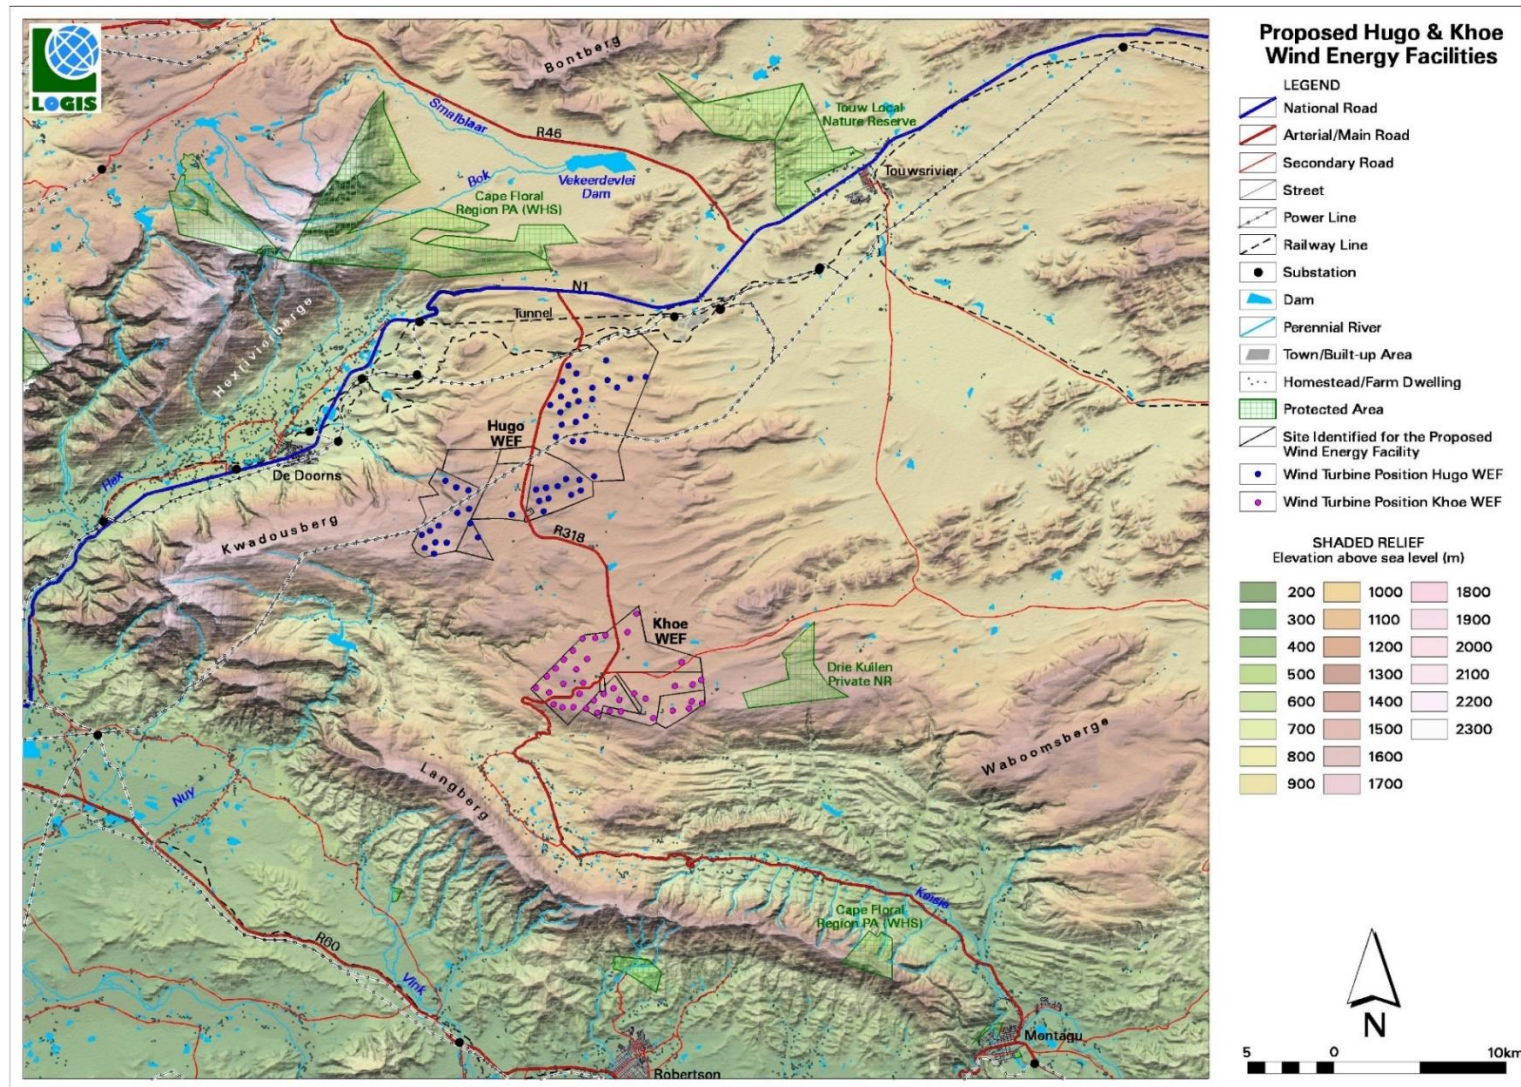 LOGIS
Bontberg
Smalblaar
R46
Touw Local
Nature Reserve
Bok
Vekeerdevlei
Dam
Touwsrivier
Cape Floral
Region PA (WHS)
N1
Tunnel
Hexrivierberge
Hugo
WEF
De Doorns
Hex
Kwadousberg
R318
Khoe
WEF
Drie Kuilen
Private NR
Waboomsberge
Langberg
Nuy
Keisie
Cape Floral
Region PA (WHS)
R60
Vink
Montagu
Robertson
Proposed Hugo & Khoe
Wind Energy Facilities
LEGEND
National Road
Arterial/Main Road
Secondary Road
Street
Power Line
Railway Line
Substation
Dam
Perennial River
Town/Built-up Area
Homestead/Farm Dwelling
Protected Area
Site Identified for the Proposed
Wind Energy Facility
Wind Turbine Position Hugo WEF
Wind Turbine Position Khoe WEF
SHADED RELIEF
Elevation above sea level (m)
200 1000 1800
300 1100 1900
400 1200 2000
500 1300 2100
600 1400 2200
700 1500 2300
800 1600
900 1700
N
5 0 10km